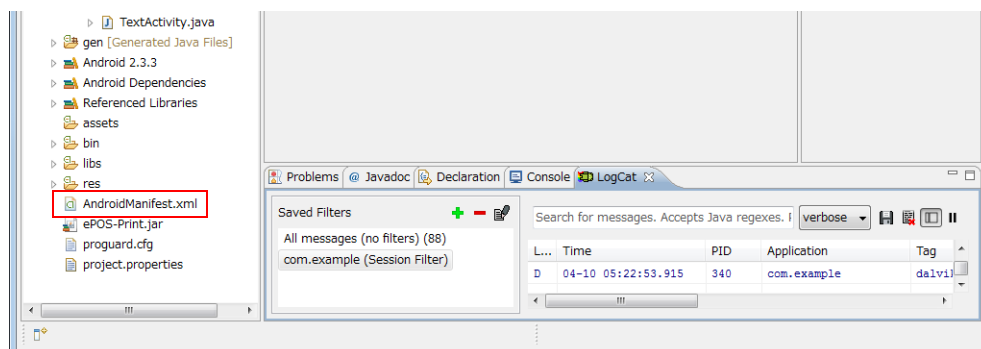 TextActivity.java
gen [Generated Java Files]
Android 2.3.3
Android Dependencies
Referenced Libraries
assets
bin
libs
res
AndroidManifest.xml
ePOS-Print.jar
proguard.cfg
project.properties
Problems @ Javadoc Declaration Console LogCat
Saved Filters
All messages (no filters) (88)
com.example (Session Filter)
Search for messages. Accepts Java regexes. verbose
L... Time PID Application Tag
D 04-10 05:22:53.915 340 com.example